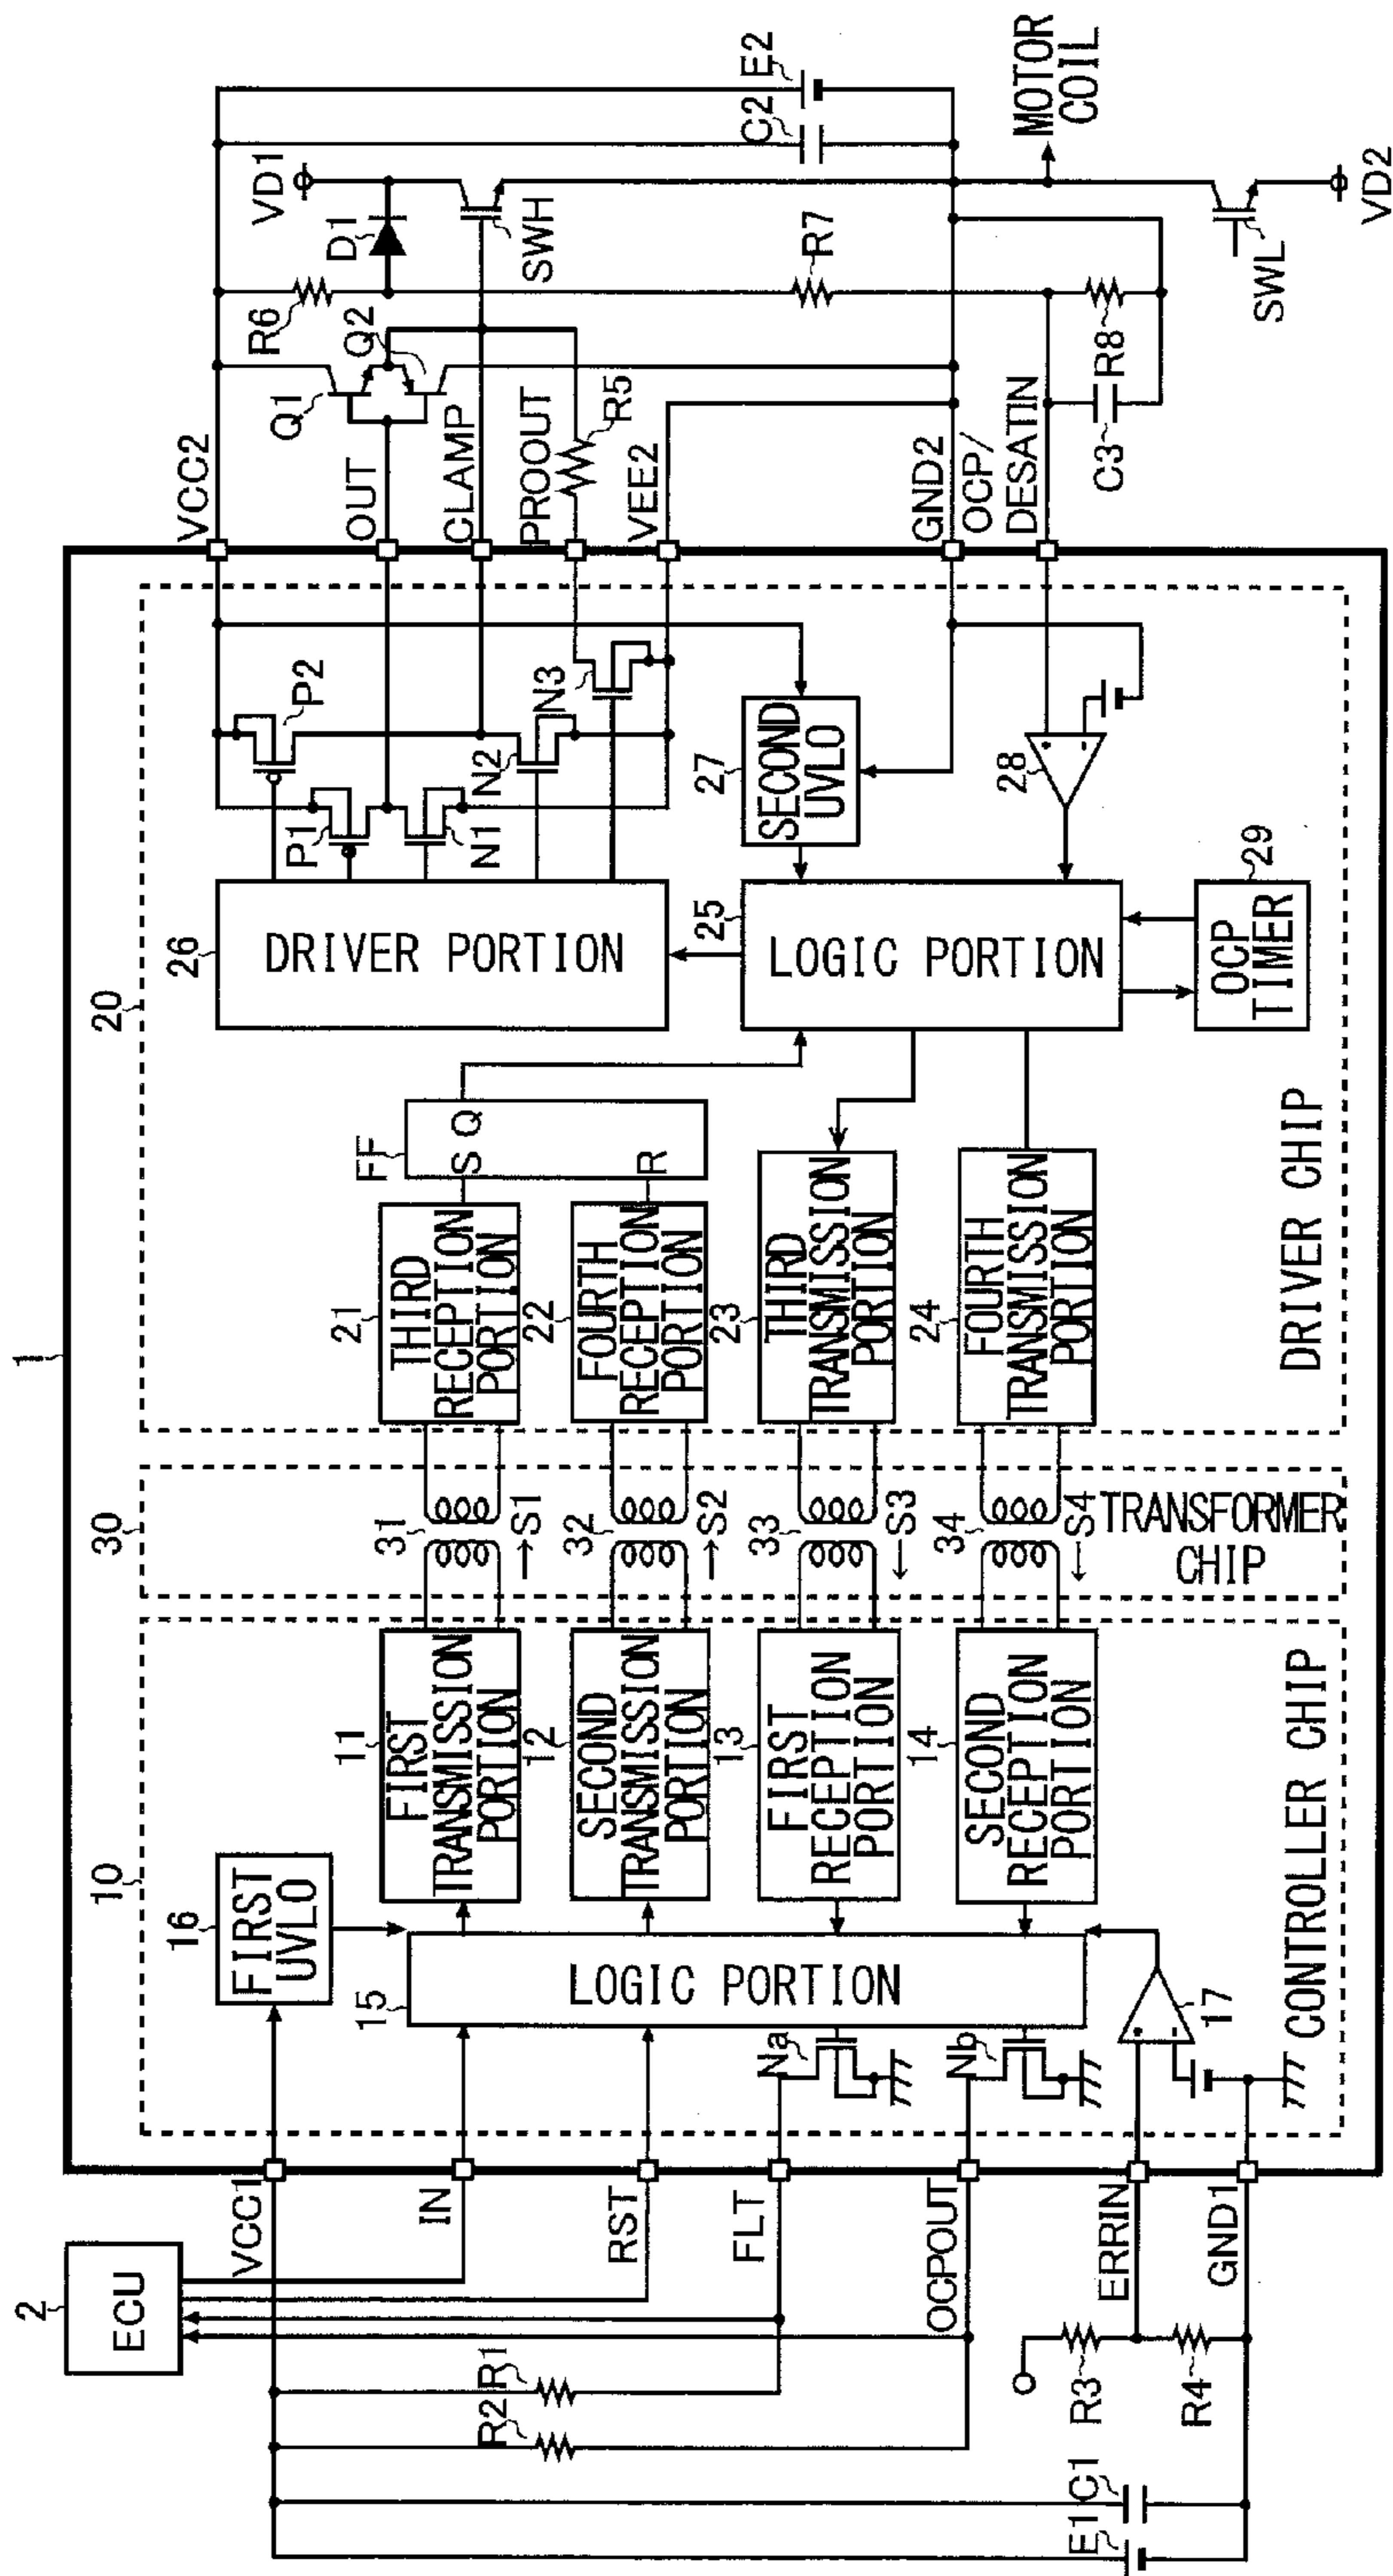 1
2
ECU
VCC1
IN
RST
FLT
OCPOUT
ERRIN
GND1
R1
R2
R3
R4
C1
E1
10
16
FIRST
UVLO
15
LOGIC PORTION
Na
Nb
17
CONTROLLER CHIP
11
FIRST
TRANSMISSION
PORTION
12
SECOND
TRANSMISSION
PORTION
13
FIRST
RECEPTION
PORTION
14
SECOND
RECEPTION
PORTION
30
31
→S1
32
→S2
33
←S3
34
←S4
TRANSFORMER
CHIP
20
21
THIRD
RECEPTION
PORTION
22
FOURTH
RECEPTION
PORTION
23
THIRD
TRANSMISSION
PORTION
24
FOURTH
TRANSMISSION
PORTION
FF
S Q
R
26
DRIVER PORTION
25
LOGIC PORTION
27
SECOND
UVLO
28
29
OCP
TIMER
DRIVER CHIP
P1
P2
N1
N2
N3
+
-
VCC2
OUT
CLAMP
PROOUT
VEE2
GND2
OCP/
DESATIN
Q1
Q2
R5
R6
D1
VD1
SWH
R7
R8
C3
C2
E2
MOTOR
COIL
SWL
VD2